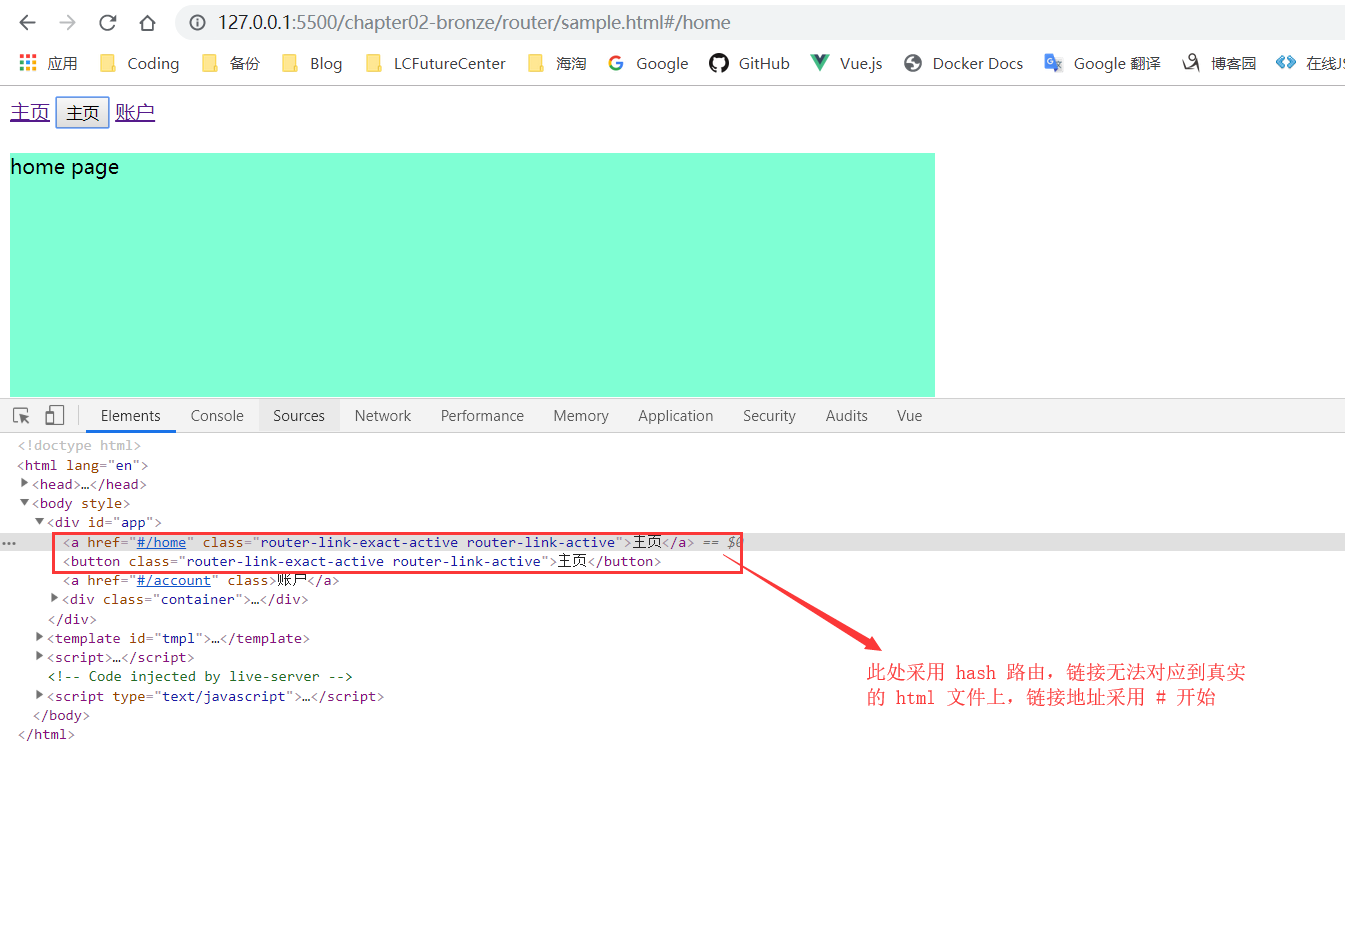 127.0.0.1:5500/chapter02-bronze/router/sample.html#/home
应用 Coding 备份 Blog LCFutureCenter 海淘 Google GitHub Vue.js Docker Docs Google 翻译 博客园 在线JS
主页 主页 账户
home page
Elements Console Sources Network Performance Memory Application Security Audits Vue
<!doctype html>
<html lang="en">
<head>…</head>
<body style>
<div id="app">
<a href="#/home" class="router-link-exact-active router-link-active">主页</a> == $0
<button class="router-link-exact-active router-link-active">主页</button>
<a href="#/account" class>账户</a>
<div class="container">…</div>
</div>
<template id="tmpl">…</template>
<script>…</script>
<!-- Code injected by live-server -->
<script type="text/javascript">…</script>
</body>
</html>
此处采用 hash 路由，链接无法对应到真实
的 html 文件上，链接地址采用 # 开始